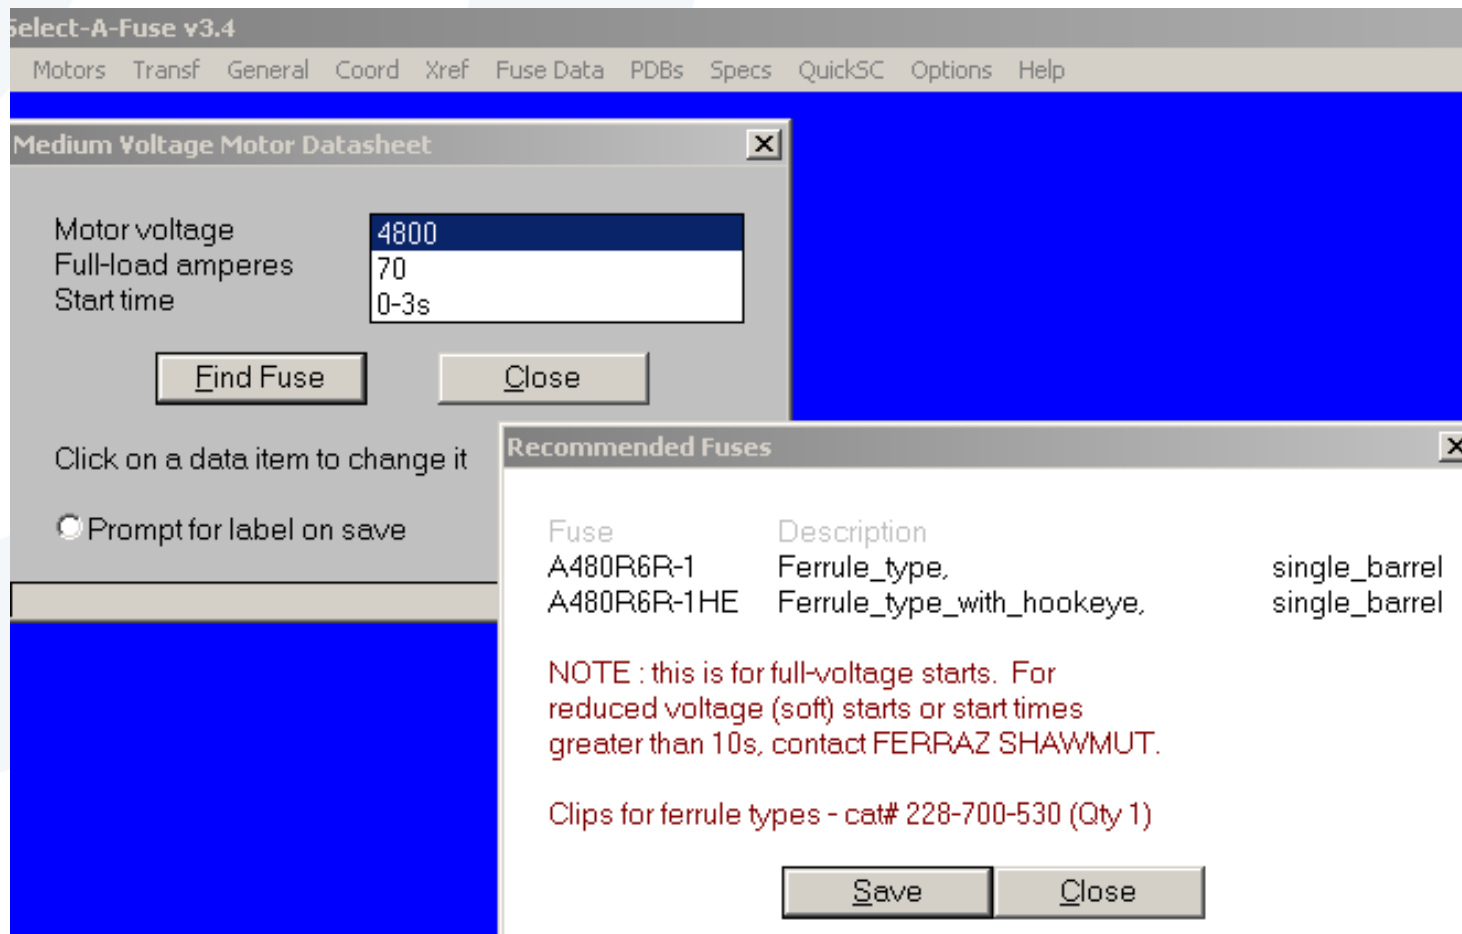 Select-A-Fuse v3.4
Motors Transf General Coord Xref Fuse Data PDBs Specs QuickSC Options Help
Medium Voltage Motor Datasheet
Motor voltage 4800
Full-load amperes 70
Start time 0-3s
Find Fuse Close
Click on a data item to change it
Prompt for label on save
Recommended Fuses
Fuse Description
A480R6R-1 Ferrule_type, single_barrel
A480R6R-1HE Ferrule_type_with_hookeye, single_barrel
NOTE : this is for full-voltage starts. For
reduced voltage (soft) starts or start times
greater than 10s, contact FERRAZ SHAWMUT.
Clips for ferrule types - cat# 228-700-530 (Qty 1)
Save Close